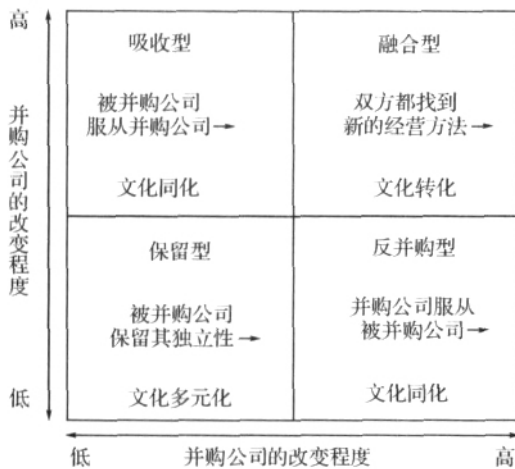 高
并购公司的改变程度
低
吸收型
被并购公司
服从并购公司→
文化同化
融合型
双方都找到
新的经营方法→
文化转化
保留型
被并购公司
保留其独立性→
文化多元化
反并购型
并购公司服从
被并购公司→
文化同化
低
并购公司的改变程度
高